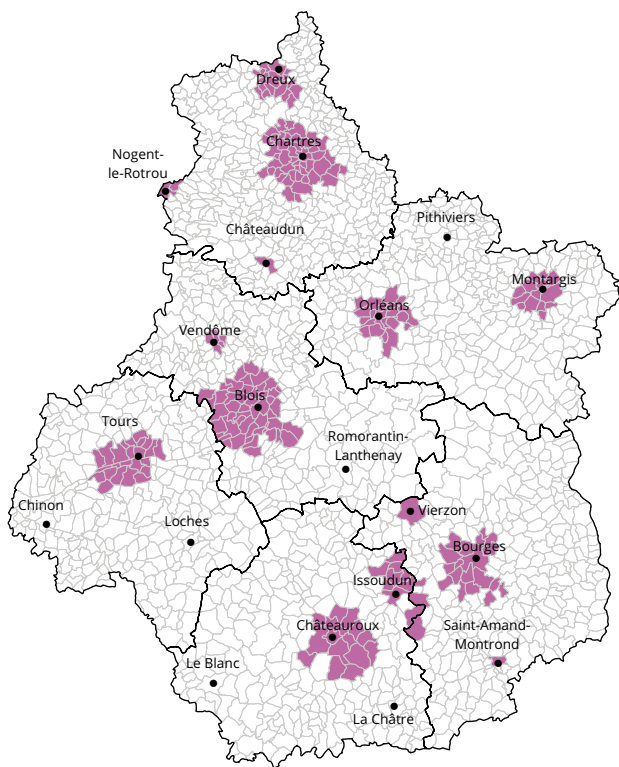 Dreux
Chartres
Nogent-
le-Rotrou
Pithiviers
Châteaudun
Montargis
Orléans
Vendôme
Blois
Tours
Romorantin-
Lanthenay
Chinon
Vierzon
Loches
Bourges
Issoudun
Châteauroux
Saint-Amand-
Montrond
Le Blanc
La Châtre